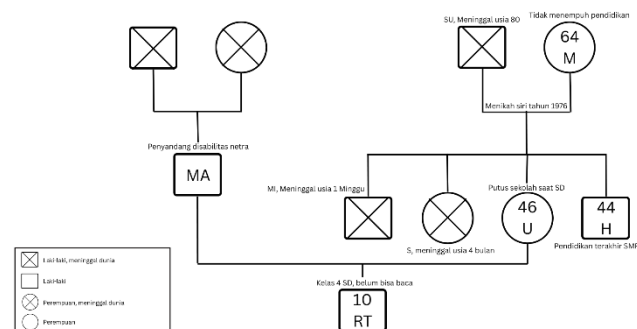 SU, Meninggal usia 80
Tidak menempuh pendidikan
64
M
Menikah siri tahun 1976
Penyandang disabilitas netra
MA
MI, Meninggal usia 1 Minggu
Putus sekolah saat SD
46
U
44
H
S, meninggal usia 4 bulan
Pendidikan terakhir SMP
Kelas 4 SD, belum bisa baca
10
RT
Laki-laki, meninggal dunia
Laki-laki
Perempuan, meninggal dunia
Perempuan